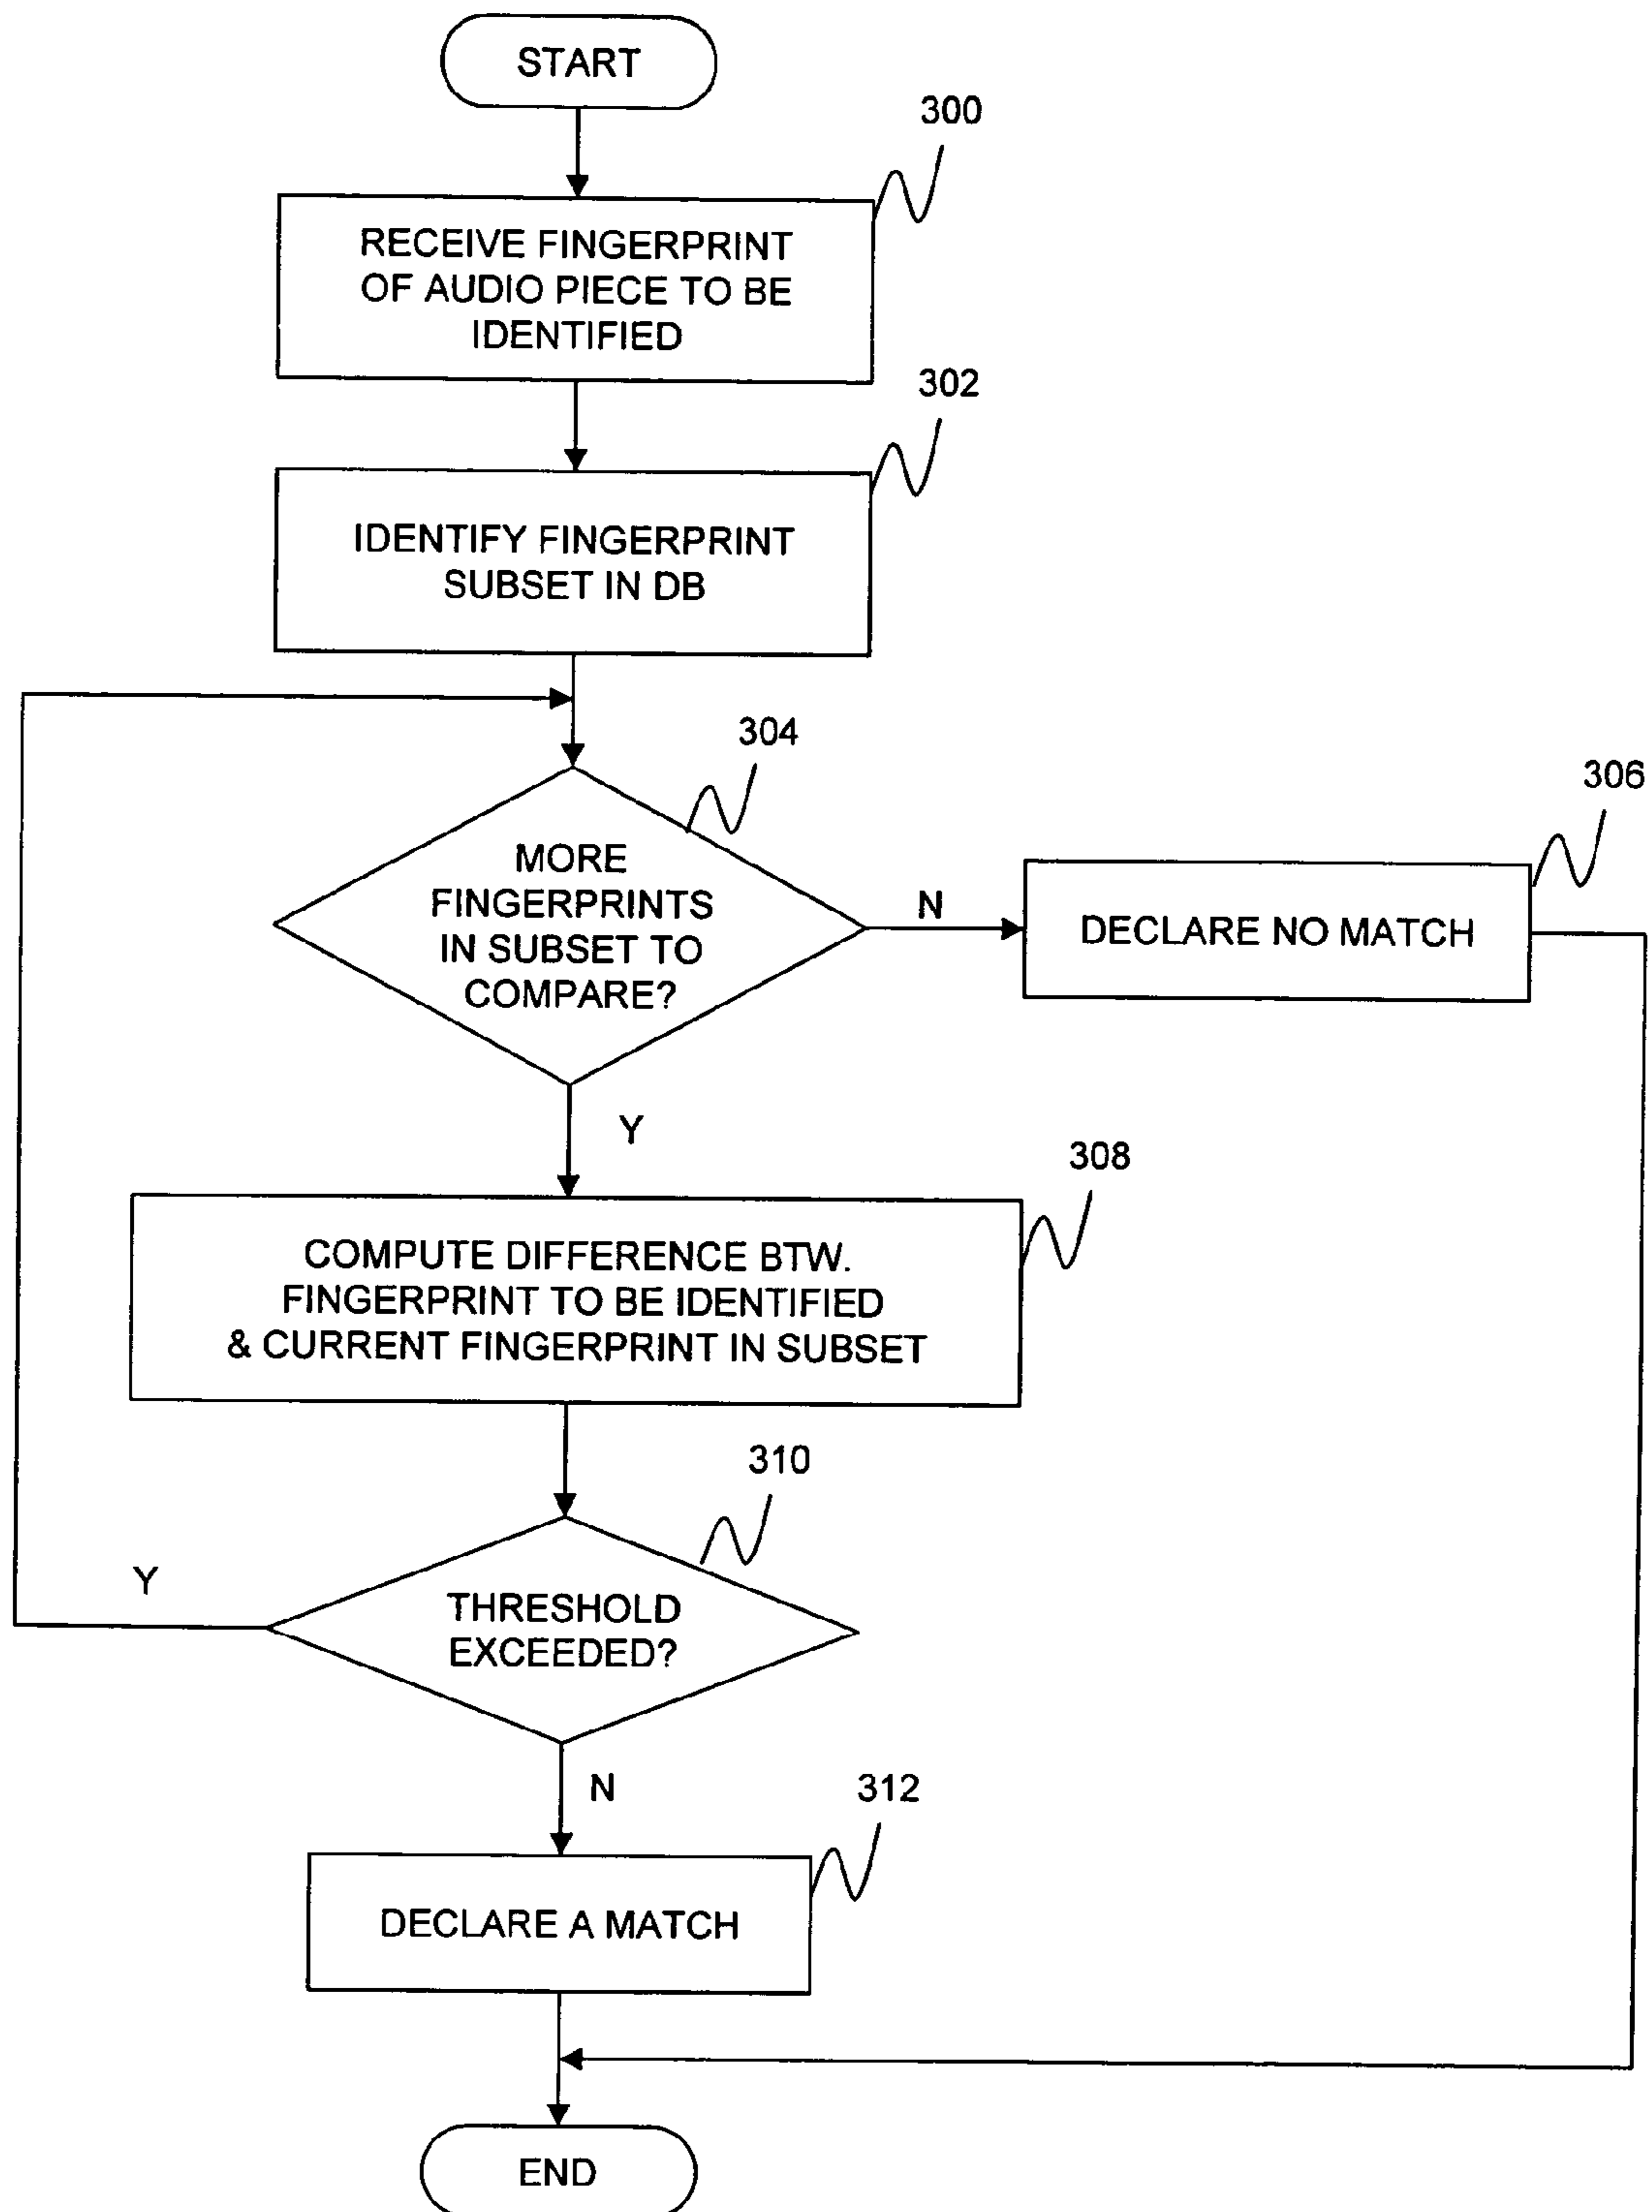 START
300
RECEIVE FINGERPRINT
OF AUDIO PIECE TO BE
IDENTIFIED
302
IDENTIFY FINGERPRINT
SUBSET IN DB
304
MORE
FINGERPRINTS
IN SUBSET TO
COMPARE?
N
306
DECLARE NO MATCH
Y
308
COMPUTE DIFFERENCE BTW.
FINGERPRINT TO BE IDENTIFIED
& CURRENT FINGERPRINT IN SUBSET
310
THRESHOLD
EXCEEDED?
Y
N
312
DECLARE A MATCH
END